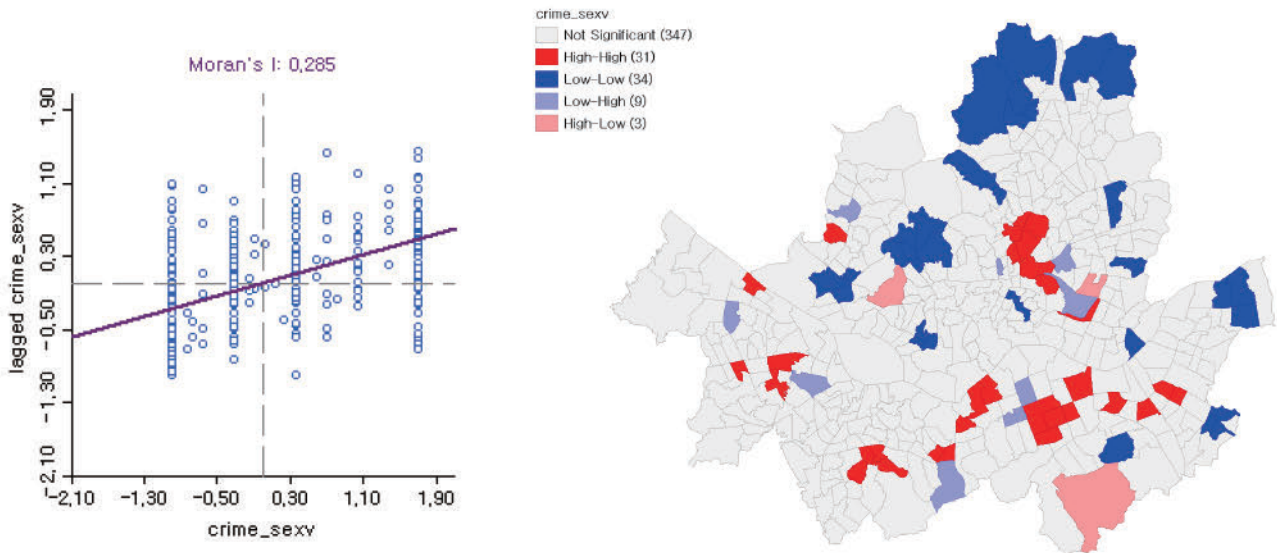 Moran's I: 0,285
lagged crime_sexv
1,90
1,10
0,30
-0,50
-1,30
-2,10
-2,10
-1,30
-0,50
0,30
1,10
1,90
crime_sexv
crime_sexv
Not Significant (347)
High-High (31)
Low-Low (34)
Low-High (9)
High-Low (3)